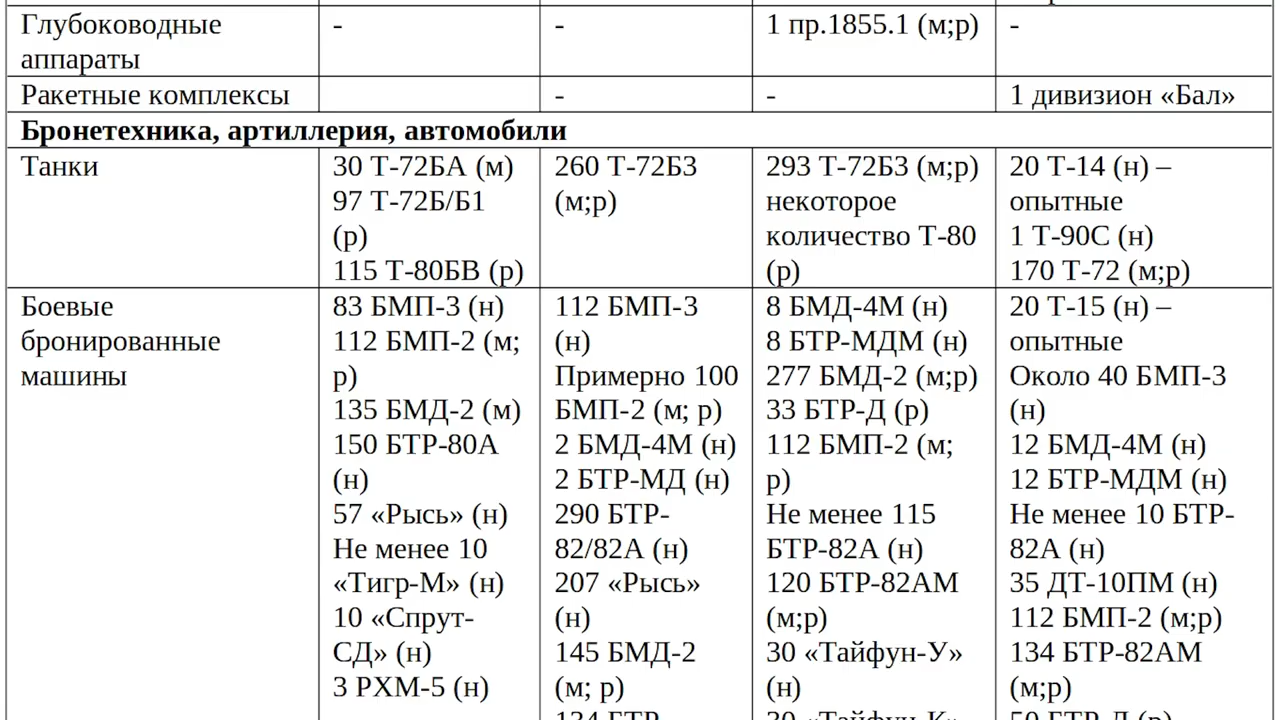 Глубоководные
аппараты
-
-
1 пр.1855.1 (м;р)
-
Ракетные комплексы
-
-
1 дивизион «Бал»
Бронетехника, артиллерия, автомобили
Танки
30 Т-72БА (м)
97 Т-72Б/Б1
(р)
115 Т-80БВ (р)
260 Т-72Б3
(м;р)
293 Т-72Б3 (м;р)
некоторое
количество Т-80
(р)
20 Т-14 (н) –
опытные
1 Т-90С (н)
170 Т-72 (м;р)
Боевые
бронированные
машины
83 БМП-3 (н)
112 БМП-2 (м;
р)
135 БМД-2 (м)
150 БТР-80А
(н)
57 «Рысь» (н)
Не менее 10
«Тигр-М» (н)
10 «Спрут-
СД» (н)
3 РХМ-5 (н)
112 БМП-3
(н)
Примерно 100
БМП-2 (м; р)
2 БМД-4М (н)
2 БТР-МД (н)
290 БТР-
82/82А (н)
207 «Рысь»
(н)
145 БМД-2
(м; р)
134 БТР-
8 БМД-4М (н)
8 БТР-МДМ (н)
277 БМД-2 (м;р)
33 БТР-Д (р)
112 БМП-2 (м;
р)
Не менее 115
БТР-82А (н)
120 БТР-82АМ
(м;р)
30 «Тайфун-У»
(н)
30 «Тайфун-К»
20 Т-15 (н) –
опытные
Около 40 БМП-3
(н)
12 БМД-4М (н)
12 БТР-МДМ (н)
Не менее 10 БТР-
82А (н)
35 ДТ-10ПМ (н)
112 БМП-2 (м;р)
134 БТР-82АМ
(м;р)
50 БТР-Д (р)